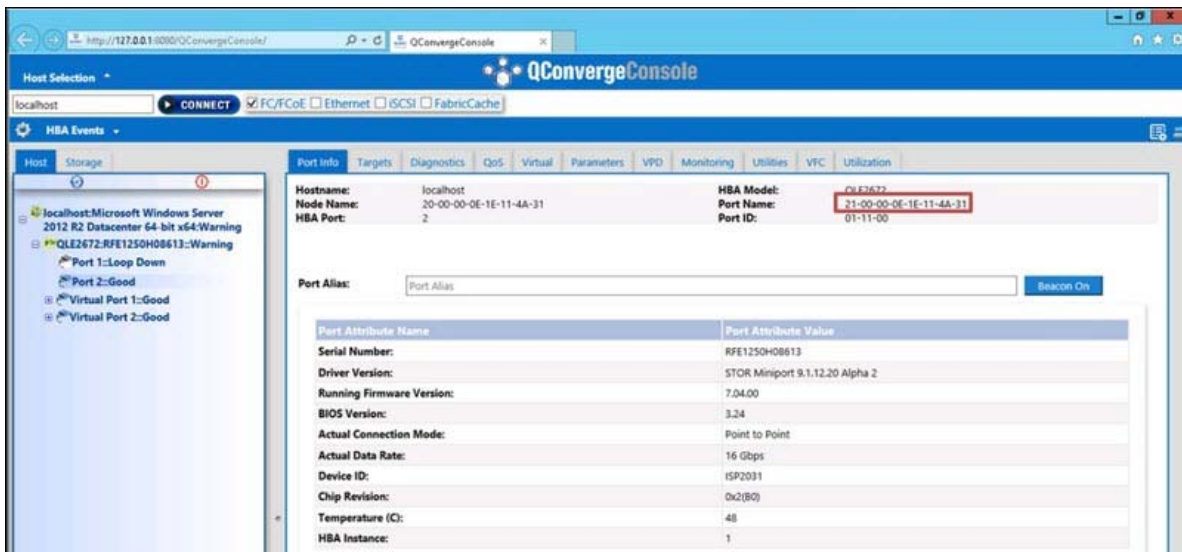 http://127.0.0.1:8080/QConvergeConsole/
QConvergeConsole
Host Selection
QConvergeConsole
localhost
CONNECT
FC/FCoE Ethernet iSCSI FabricCache
HBA Events
Host Storage
Port Info Targets Diagnostics QoS Virtual Parameters VPD Monitoring Utilities VFC Utilization
localhost:Microsoft Windows Server
2012 R2 Datacenter 64-bit x64:Warning
QLE2672:RFE1250H08613::Warning
Port 1::Loop Down
Port 2::Good
Virtual Port 1::Good
Virtual Port 2::Good
Hostname: localhost HBA Model: QLE2672
Node Name: 20-00-00-0E-1E-11-4A-31 Port Name: 21-00-00-0E-1E-11-4A-31
HBA Port: 2 Port ID: 01-11-00
Port Alias: Port Alias Beacon On
Port Attribute Name Port Attribute Value
Serial Number: RFE1250H08613
Driver Version: STOR Miniport 9.1.12.20 Alpha 2
Running Firmware Version: 7.04.00
BIOS Version: 3.24
Actual Connection Mode: Point to Point
Actual Data Rate: 16 Gbps
Device ID: ISP2031
Chip Revision: 0x2(B0)
Temperature (C): 48
HBA Instance: 1